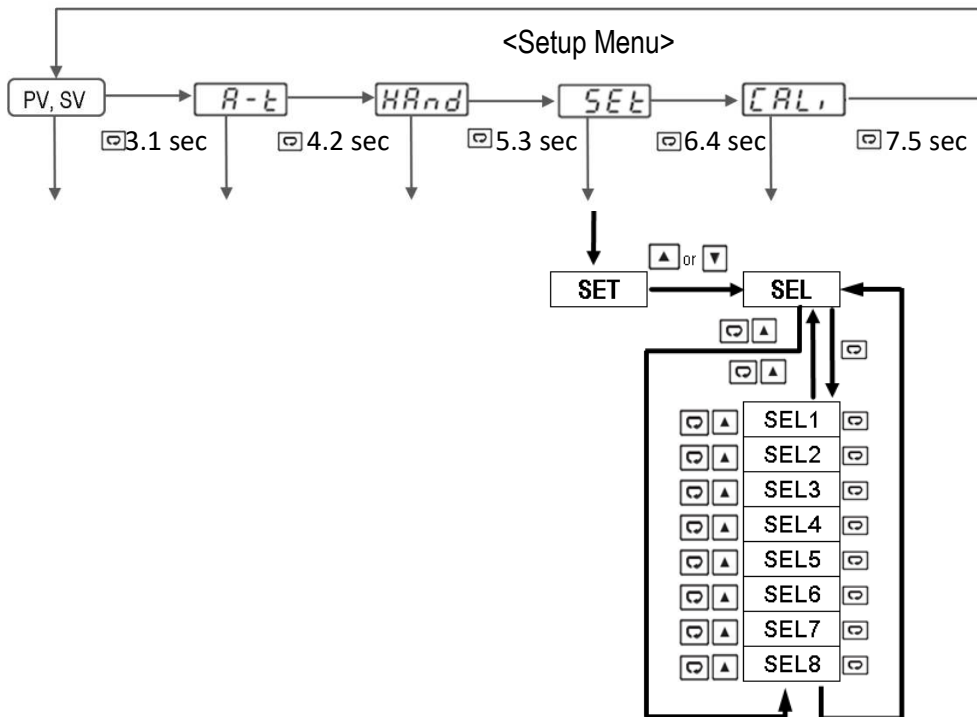 <Setup Menu>
PV, SV
A-t
HAnd
SEt
CALi
3.1 sec
4.2 sec
5.3 sec
6.4 sec
7.5 sec
▲ or ▼
SET
SEL
SEL1
SEL2
SEL3
SEL4
SEL5
SEL6
SEL7
SEL8